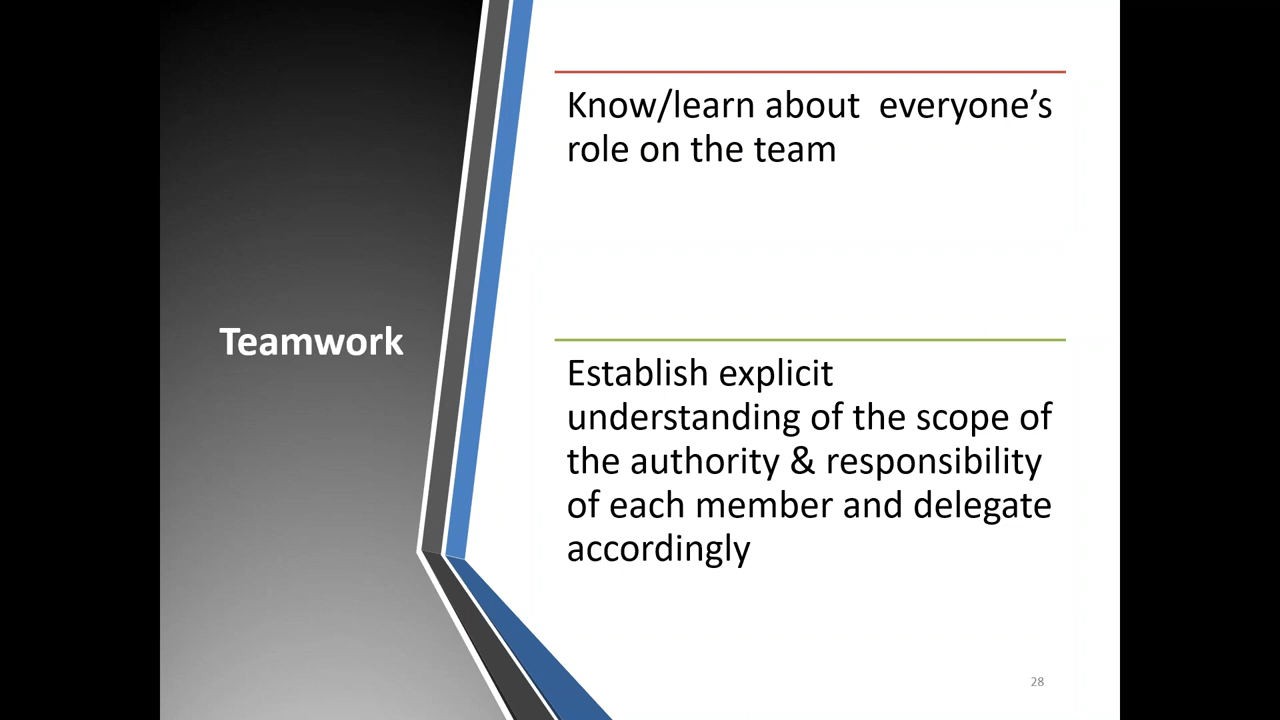 Teamwork
Know/learn about  everyone’s
role on the team
Establish explicit
understanding of the scope of
the authority & responsibility
of each member and delegate
accordingly
28